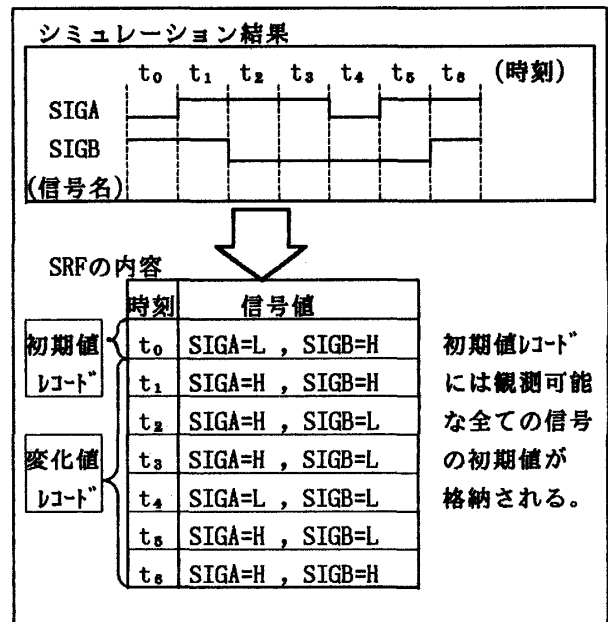 シミュレーション結果
t₀ t₁ t₂ t₃ t₄ t₅ t₆ (時刻)
SIGA
SIGB
(信号名)
SRFの内容
時刻 信号値
t₀ SIGA=L , SIGB=H
t₁ SIGA=H , SIGB=H
t₂ SIGA=H , SIGB=L
t₃ SIGA=H , SIGB=L
t₄ SIGA=L , SIGB=L
t₅ SIGA=H , SIGB=L
t₆ SIGA=H , SIGB=H
初期値
ﾚｺｰﾄﾞ
変化値
ﾚｺｰﾄﾞ
初期値ﾚｺｰﾄﾞ
には観測可能
な全ての信号
の初期値が
格納される。